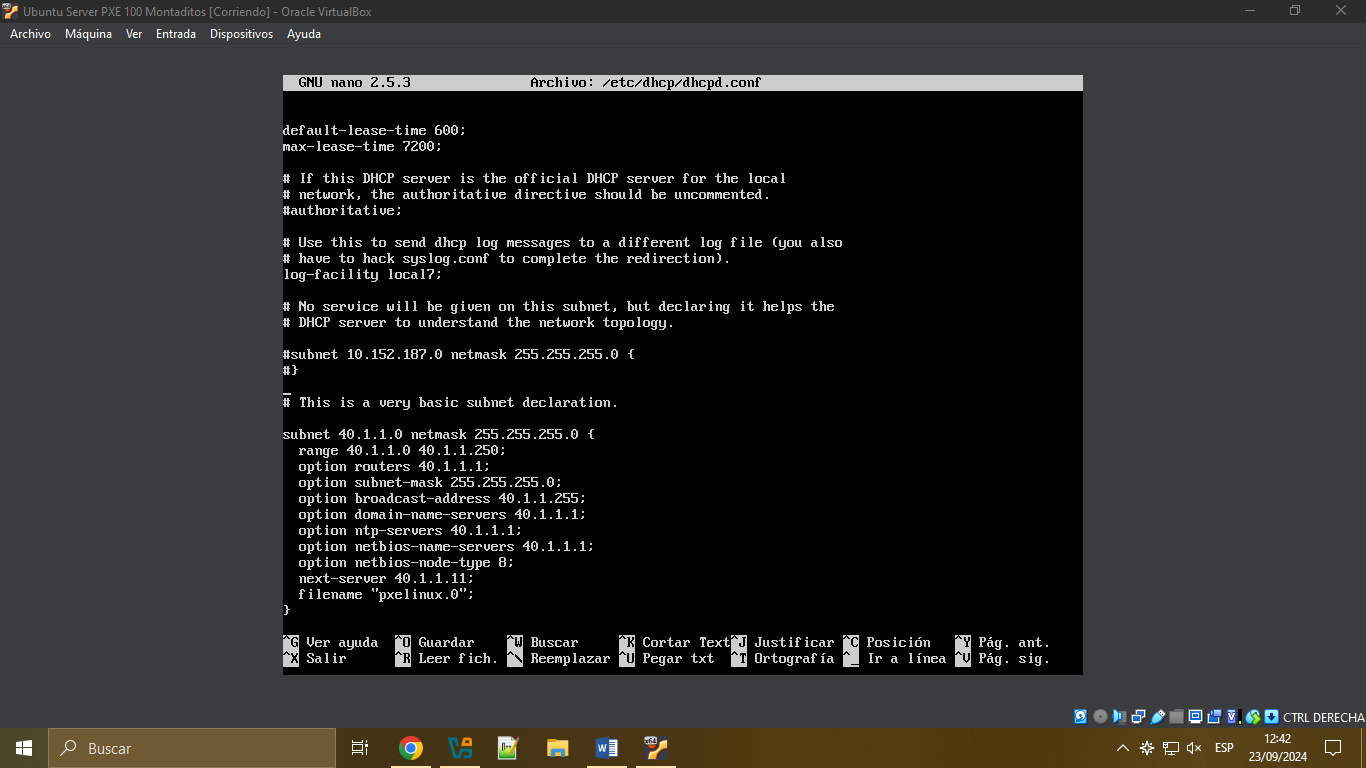 Ubuntu Server PXE 100 Montaditos [Corriendo] - Oracle VirtualBox
Archivo Máquina Ver Entrada Dispositivos Ayuda
GNU nano 2.5.3 Archivo: /etc/dhcp/dhcpd.conf
default-lease-time 600;
max-lease-time 7200;
# If this DHCP server is the official DHCP server for the local
# network, the authoritative directive should be uncommented.
#authoritative;
# Use this to send dhcp log messages to a different log file (you also
# have to hack syslog.conf to complete the redirection).
log-facility local7;
# No service will be given on this subnet, but declaring it helps the
# DHCP server to understand the network topology.
#subnet 10.152.187.0 netmask 255.255.255.0 {
#}
# This is a very basic subnet declaration.
subnet 40.1.1.0 netmask 255.255.255.0 {
  range 40.1.1.0 40.1.1.250;
  option routers 40.1.1.1;
  option subnet-mask 255.255.255.0;
  option broadcast-address 40.1.1.255;
  option domain-name-servers 40.1.1.1;
  option ntp-servers 40.1.1.1;
  option netbios-name-servers 40.1.1.1;
  option netbios-node-type 8;
  next-server 40.1.1.11;
  filename "pxelinux.0";
}
^G Ver ayuda ^O Guardar ^W Buscar ^K Cortar Text ^J Justificar ^C Posición ^Y Pág. ant.
^X Salir ^R Leer fich. ^\ Reemplazar ^U Pegar txt ^T Ortografía ^_ Ir a línea ^V Pág. sig.
CTRL DERECHA
Buscar
ESP
12:42
23/09/2024